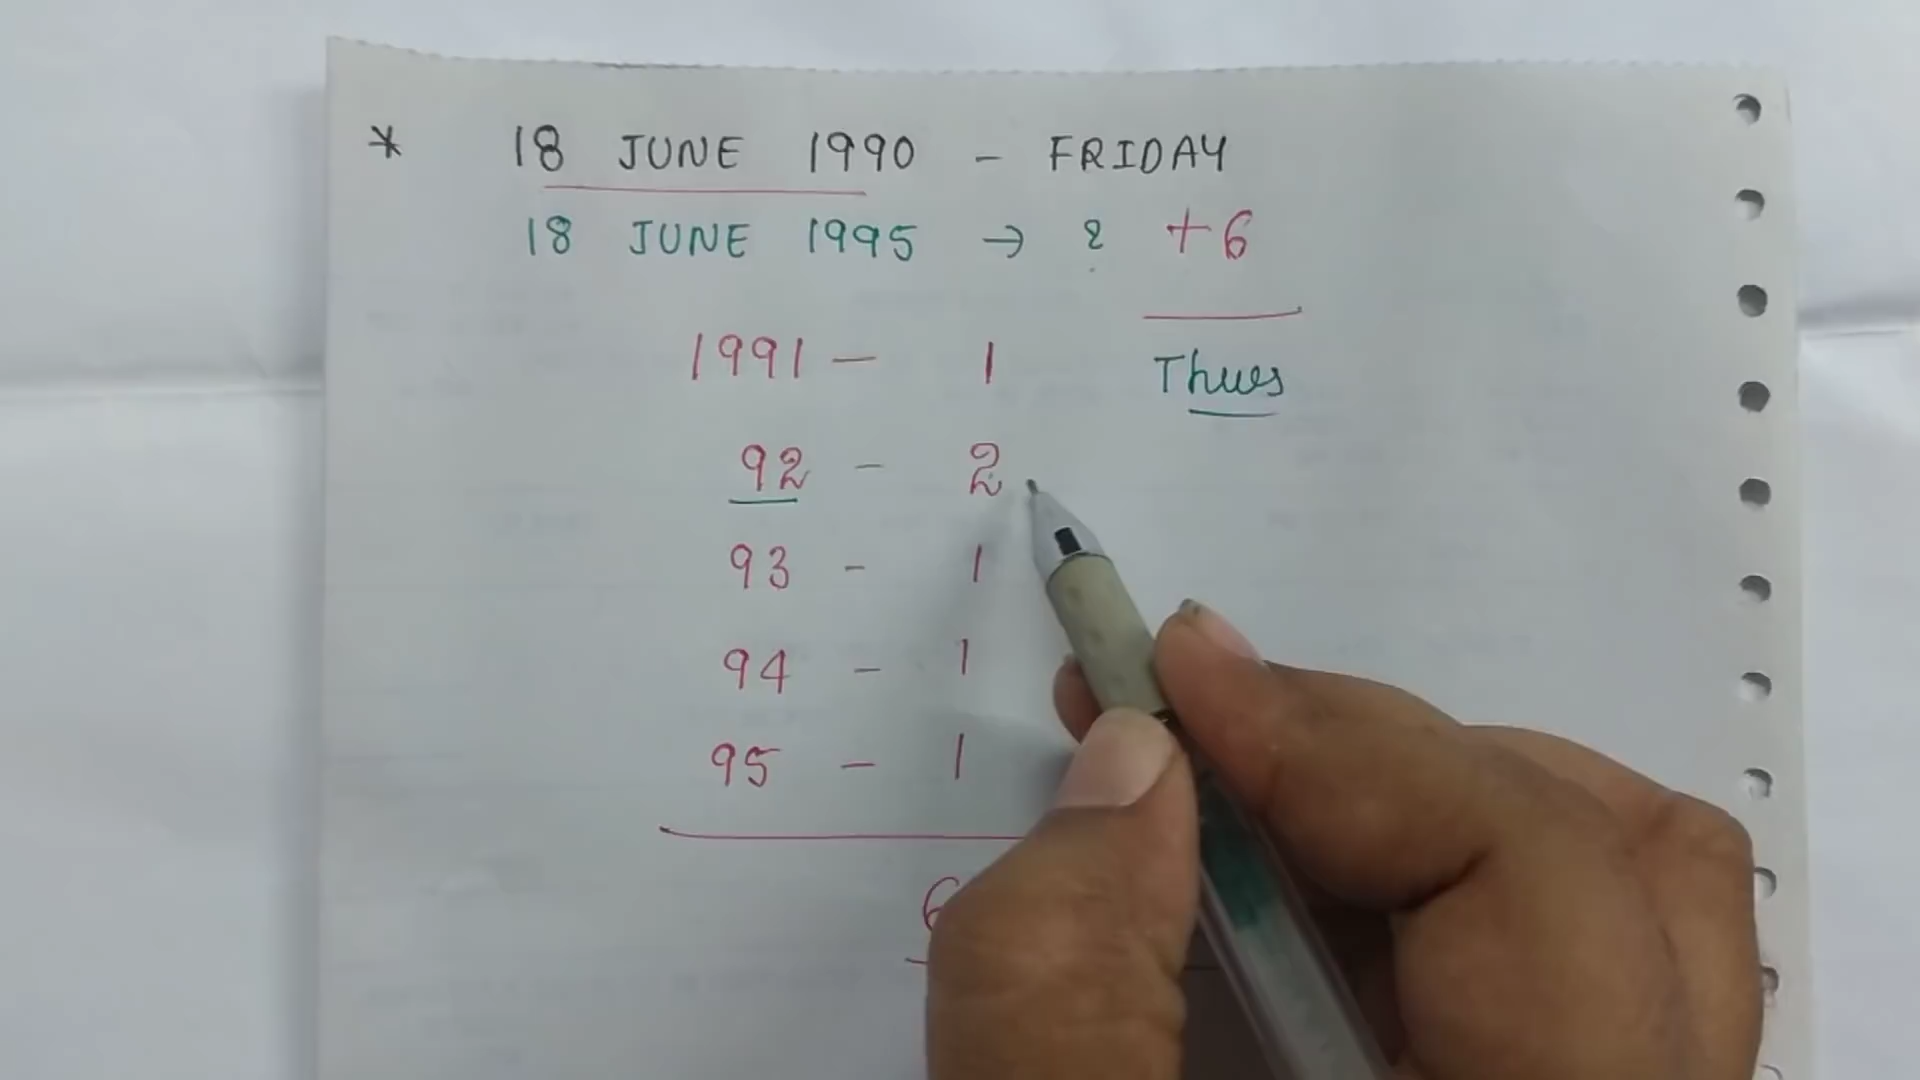 * 18 JUNE 1990 - FRIDAY
18 JUNE 1995 → ? +6
1991 - 1 Thurs
92 - 2
93 - 1
94 - 1
95 - 1
6